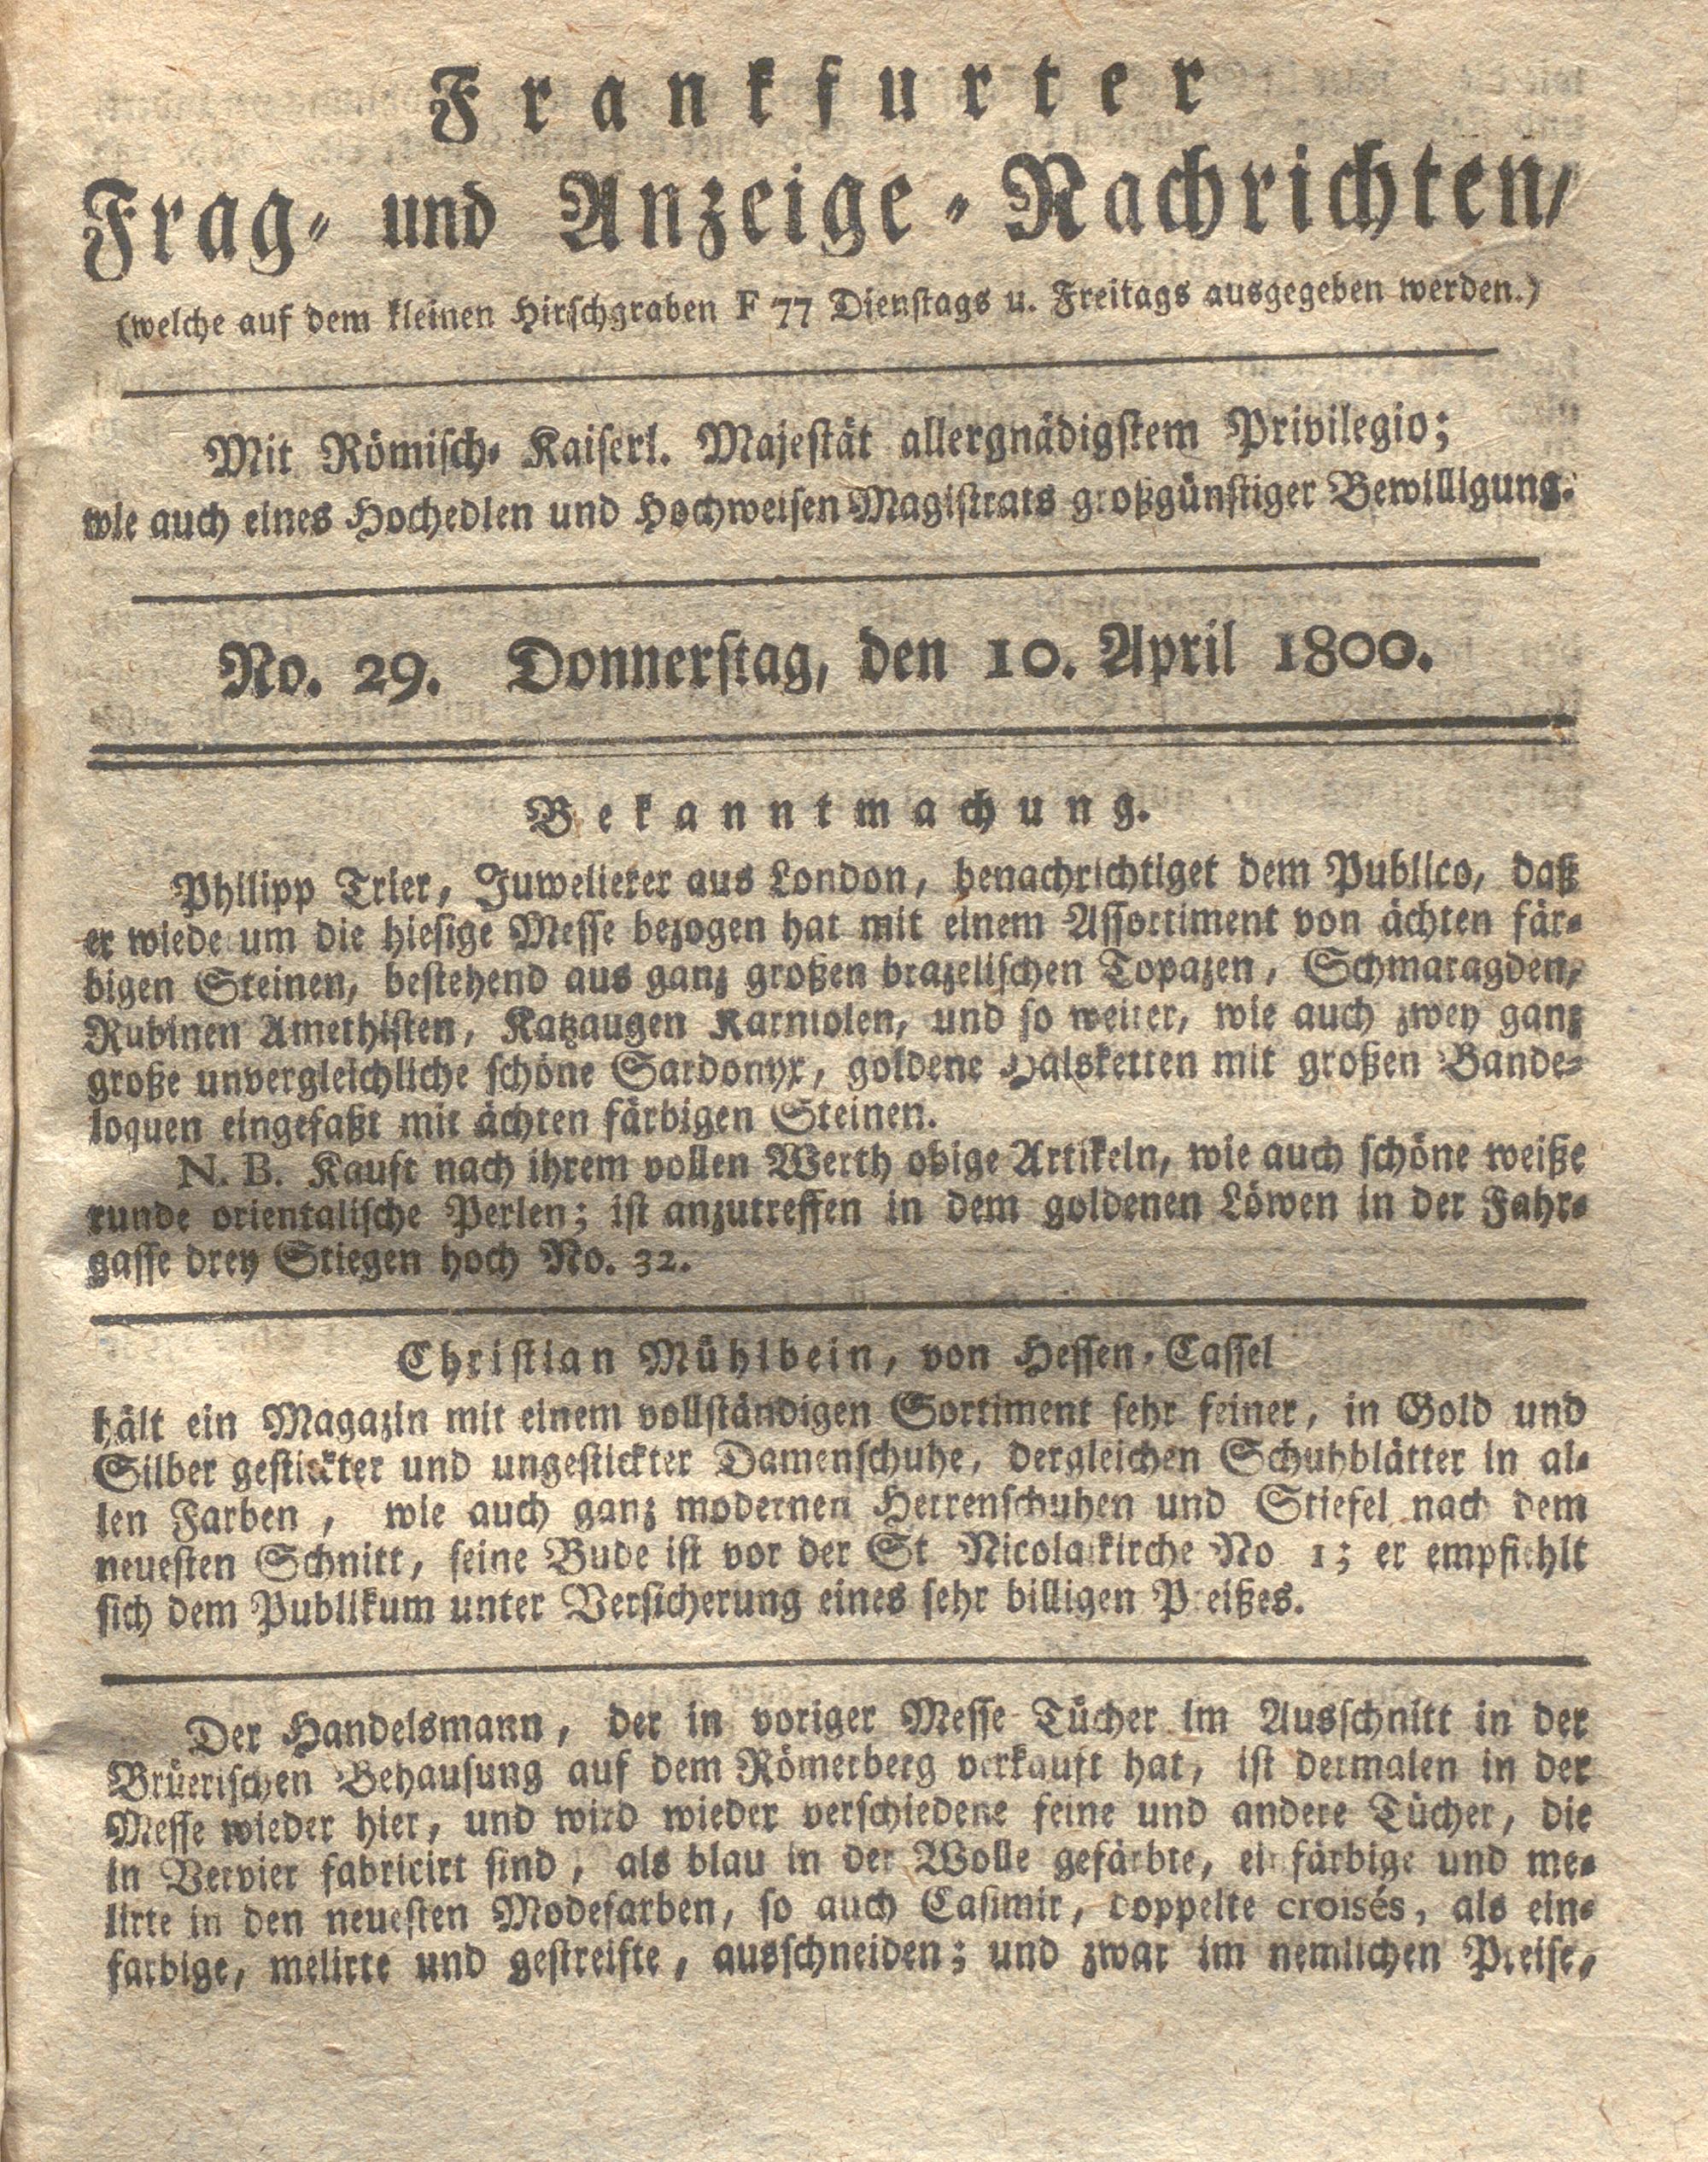 Frankfurter
Frag- und Anzeige-Nachrichten,
(welche auf dem kleinen Hirschgraben F 77 Dienstags u. Freitags ausgegeben werden.)
Mit Römisch-Kaiserl. Majestät allergnädigstem Privilegio;
wie auch eines Hochedlen und Hochweisen Magistrats großgünstiger Bewilligung.
No. 29. Donnerstag, den 10. April 1800.
Bekanntmachung.
Philipp Trier, Juwelierer aus London, benachrichtiget dem Publico, daß
er wiederum die hiesige Messe bezogen hat mit einem Assortiment von ächten fär-
bigen Steinen, bestehend aus ganz großen brazelischen Topazen, Schmaragden,
Rubinen Amethisten, Katzaugen Karniolen, und so weiter, wie auch zwey ganz
große unvergleichliche schöne Sardonyx, goldene Halsketten mit großen Bande-
loquen eingefaßt mit ächten färbigen Steinen.
N. B. Kauft nach ihrem vollen Werth obige Artikeln, wie auch schöne weiße
runde orientalische Perlen; ist anzutreffen in dem goldenen Löwen in der Fahr-
gasse drey Stiegen hoch No. 32.
Christian Mühlbein, von Hessen-Cassel
hält ein Magazin mit einem vollständigen Sortiment sehr feiner, in Gold und
Silber gestickter und ungestickter Damenschuhe, dergleichen Schuhblätter in al-
len Farben, wie auch ganz modernen Herrenschuhen und Stiefel nach dem
neuesten Schnitt, seine Bude ist vor der St Nicolaikirche No 1; er empfiehlt
sich dem Publikum unter Versicherung eines sehr billigen Preißes.
Der Handelsmann, der in voriger Messe Tücher im Ausschnitt in der
Brüerischen Behausung auf dem Römerberg verkauft hat, ist dermalen in der
Messe wieder hier, und wird wieder verschiedene feine und andere Tücher, die
in Vervier fabricirt sind, als blau in der Wolle gefärbte, einfärbige und me-
lirte in den neuesten Modefarben, so auch Casimir, doppelte croisés, als ein-
farbige, melirte und gestreifte, ausschneiden; und zwar im nemlichen Preise,